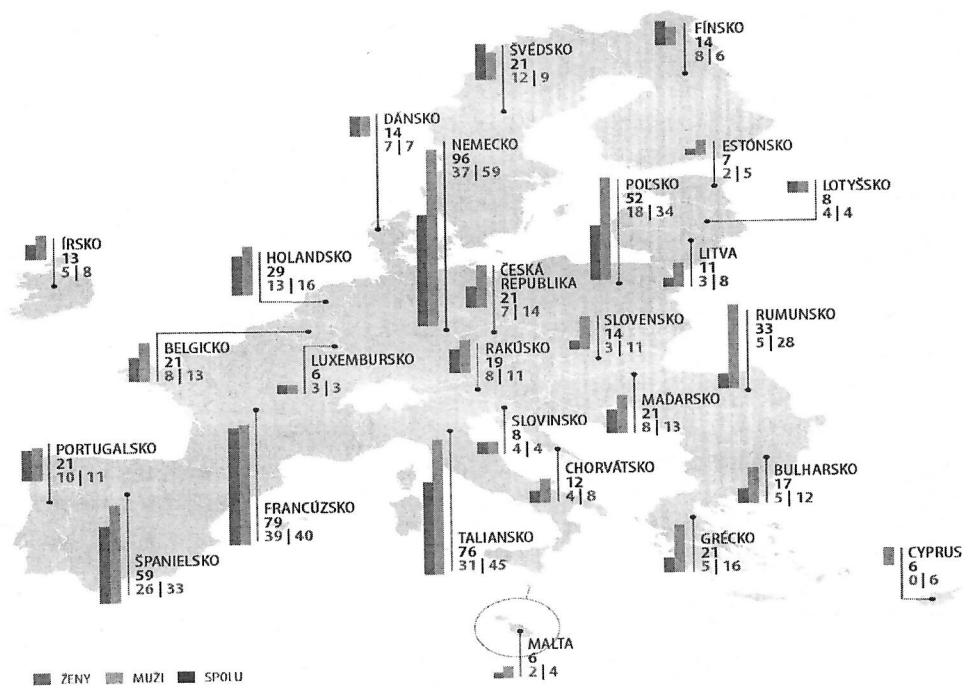 FÍNSKO
14
8 | 6
ŠVÉDSKO
21
12 | 9
DÁNSKO
14
7 | 7
NEMECKO
96
37 | 59
ESTÓNSKO
7
2 | 5
POĽSKO
52
18 | 34
LOTYŠSKO
8
4 | 4
ÍRSKO
13
5 | 8
HOLANDSKO
29
13 | 16
ČESKÁ
REPUBLIKA
21
7 | 14
LITVA
11
3 | 8
BELGICKO
21
8 | 13
LUXEMBURSKO
6
3 | 3
RAKÚSKO
19
8 | 11
SLOVENSKO
14
3 | 11
RUMUNSKO
33
5 | 28
MAĎARSKO
21
8 | 13
SLOVINSKO
8
4 | 4
PORTUGALSKO
21
10 | 11
CHORVÁTSKO
12
4 | 8
BULHARSKO
17
5 | 12
ŠPANIELSKO
59
26 | 33
FRANCÚZSKO
79
39 | 40
TALIANSKO
76
31 | 45
GRÉCKO
21
5 | 16
CYPRUS
6
0 | 6
MALTA
6
2 | 4
ŽENY MUŽI SPOLU